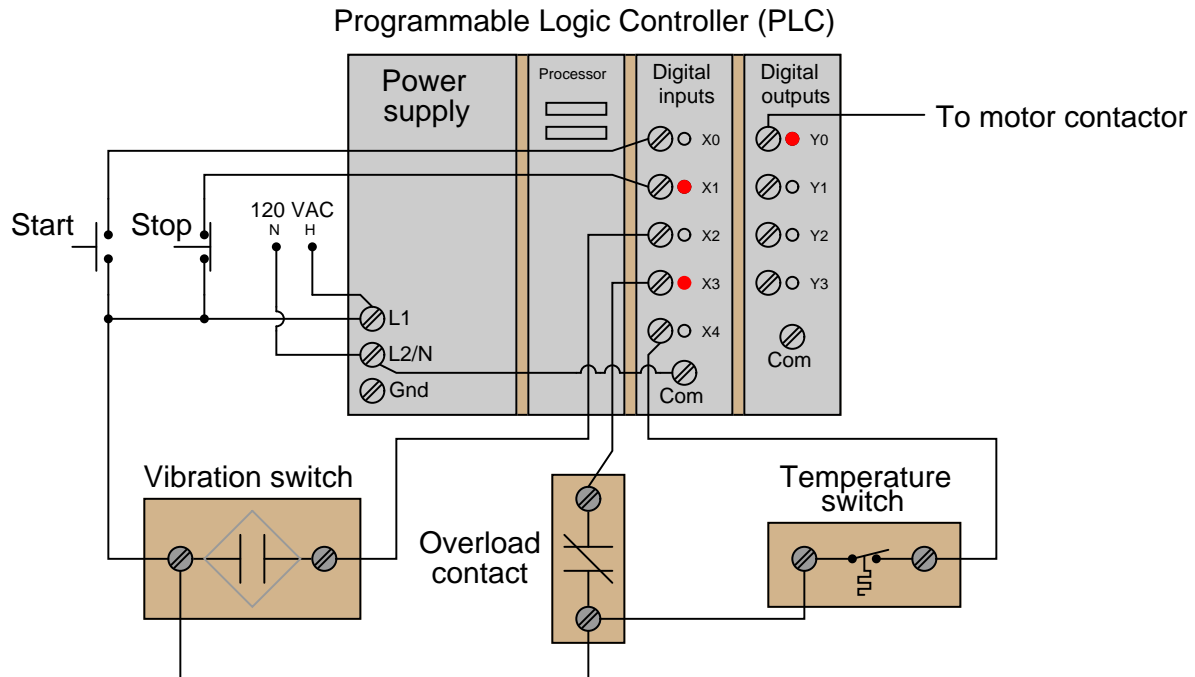 Programmable Logic Controller (PLC)
Power
supply
Processor
Digital
inputs
Digital
outputs
X0
Y0
To motor contactor
X1
Y1
Start
Stop
120 VAC
N
H
X2
Y2
X3
Y3
L1
X4
L2/N
Com
Gnd
Com
Vibration switch
Temperature
switch
Overload
contact